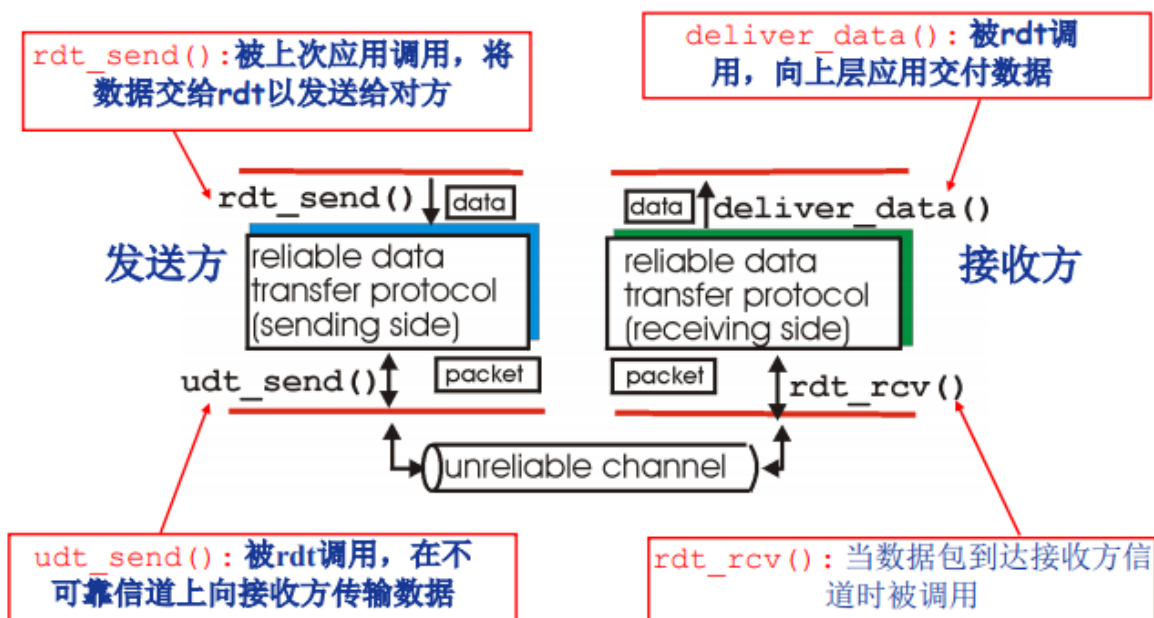 rdt_send():被上次应用调用，将
数据交给rdt以发送给对方
deliver_data():被rdt调
用，向上层应用交付数据
rdt_send()
data
data
deliver_data()
发送方
reliable data
transfer protocol
(sending side)
reliable data
transfer protocol
(receiving side)
接收方
udt_send()
packet
packet
rdt_rcv()
unreliable channel
udt_send():被rdt调用，在不
可靠信道上向接收方传输数据
rdt_rcv():当数据包到达接收方信
道时被调用